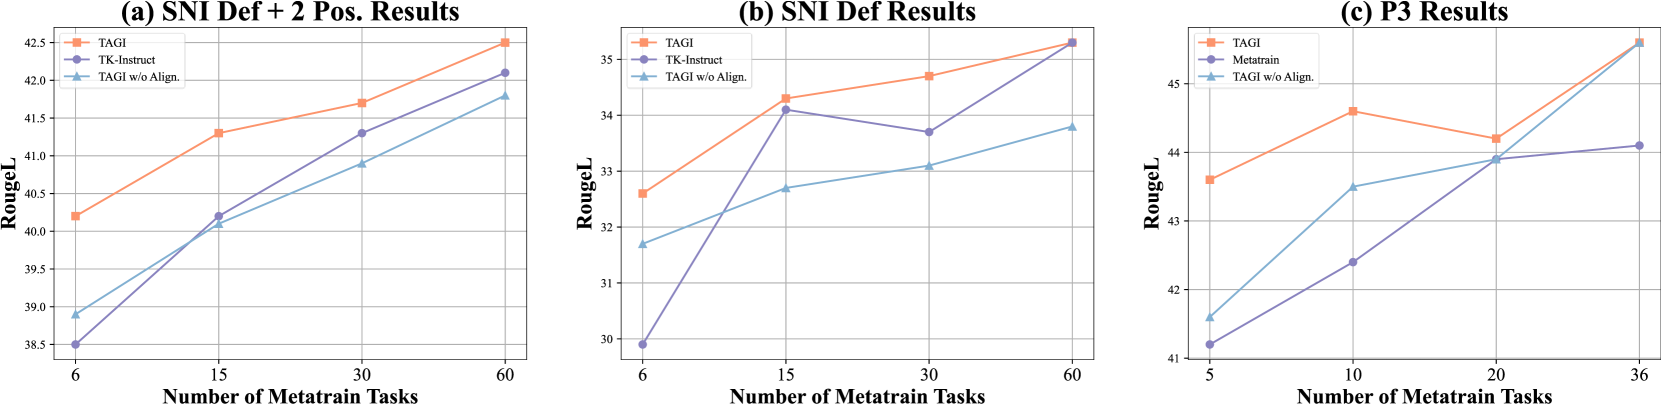 (a) SNI Def + 2 Pos. Results
TAGI
TK-Instruct
TAGI w/o Align.
42.5
42.0
41.5
41.0
40.5
40.0
39.5
39.0
38.5
RougeL
6 15 30 60
Number of Metatrain Tasks
(b) SNI Def Results
TAGI
TK-Instruct
TAGI w/o Align.
35
34
33
32
31
30
RougeL
6 15 30 60
Number of Metatrain Tasks
(c) P3 Results
TAGI
Metatrain
TAGI w/o Align.
45
44
43
42
41
RougeL
5 10 20 36
Number of Metatrain Tasks